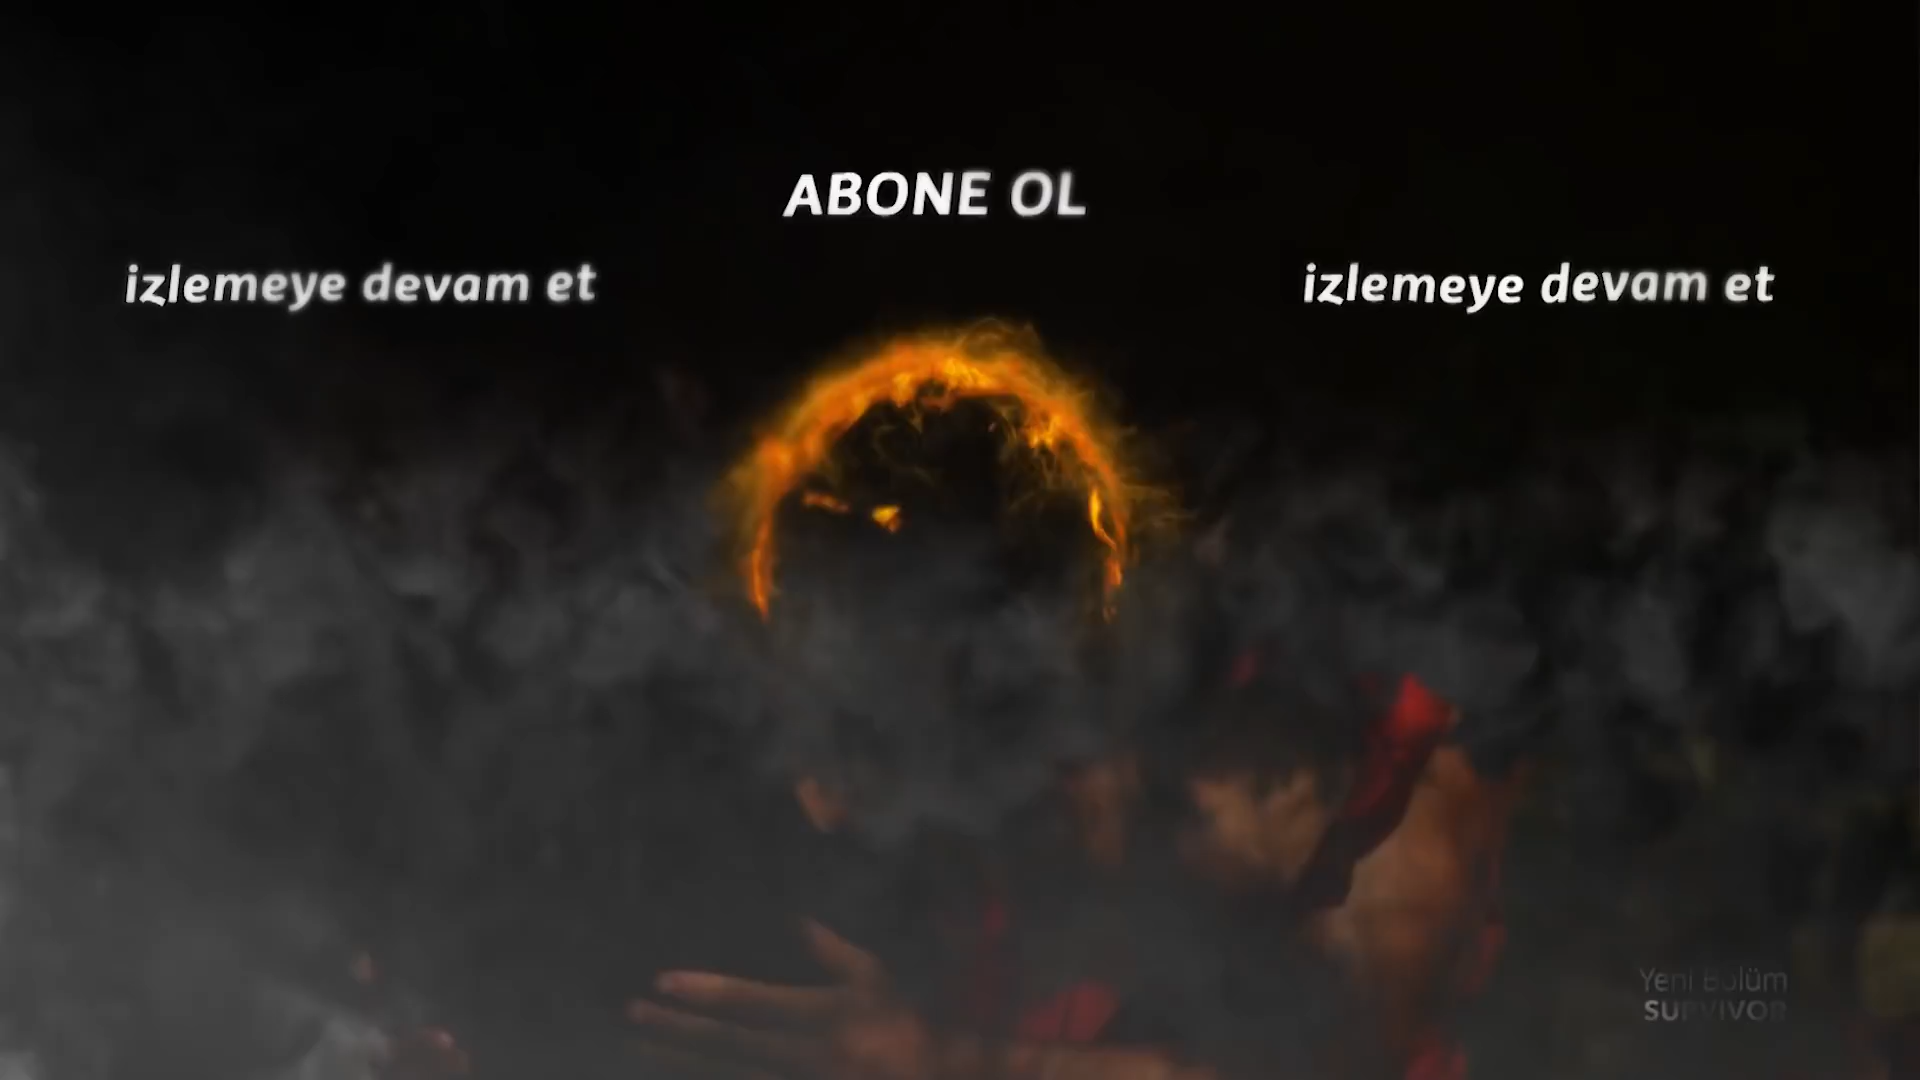 ABONE OL
izlemeye devam et
izlemeye devam et
Yeni Bölüm
SURVIVOR